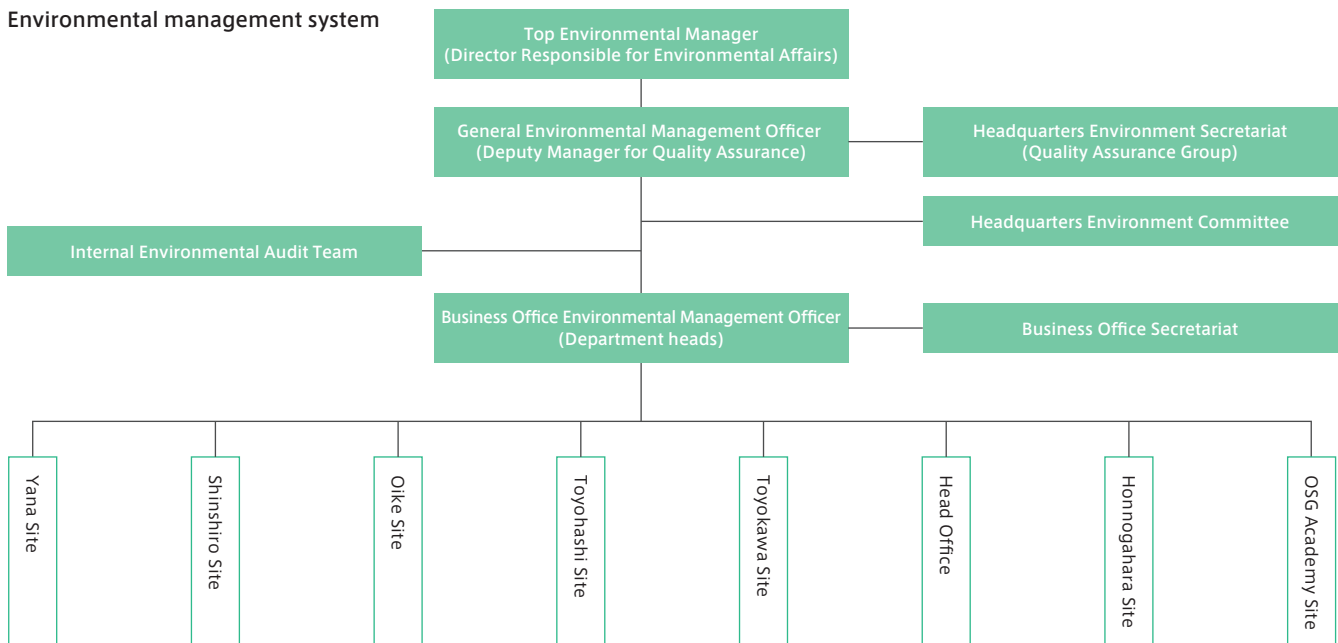 Environmental management system
Top Environmental Manager
(Director Responsible for Environmental Affairs)
General Environmental Management Officer
(Deputy Manager for Quality Assurance)
Headquarters Environment Secretariat
(Quality Assurance Group)
Headquarters Environment Committee
Internal Environmental Audit Team
Business Office Environmental Management Officer
(Department heads)
Business Office Secretariat
Yana Site
Shinshiro Site
Oike Site
Toyohashi Site
Toyokawa Site
Head Office
Honnogahara Site
OSG Academy Site